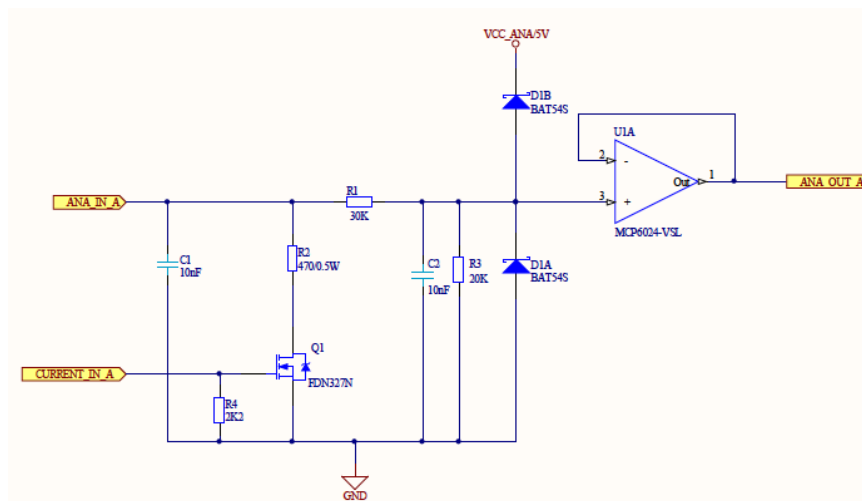 VCC_ANA/5V
D1B
BAT54S
U1A
2
-
Out
1
ANA_OUT_A
3
+
MCP6024-VSL
ANA_IN_A
R1
30K
C1
10nF
R2
470/0.5W
C2
10nF
R3
20K
D1A
BAT54S
Q1
FDN327N
CURRENT_IN_A
R4
2K2
GND